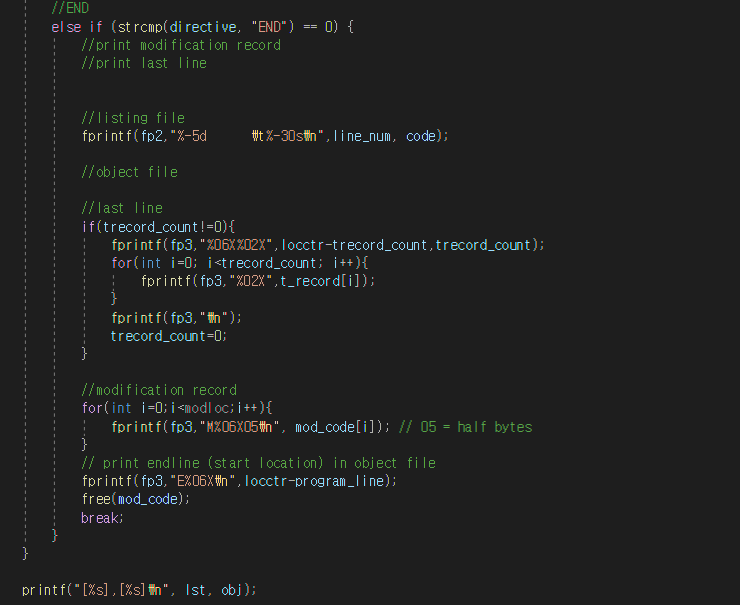 //END
else if (strcmp(directive, "END") == 0) {
//print modification record
//print last line
//listing file
fprintf(fp2,"%-5d      ₩t%-30s₩n",line_num, code);
//object file
//last line
if(trecord_count!=0){
fprintf(fp3,"%06X%02X",locctr-trecord_count,trecord_count);
for(int i=0; i<trecord_count; i++){
fprintf(fp3,"%02X",t_record[i]);
}
fprintf(fp3,"₩n");
trecord_count=0;
}
//modification record
for(int i=0;i<modloc;i++){
fprintf(fp3,"M%06X05₩n", mod_code[i]); // 05 = half bytes
}
// print endline (start location) in object file
fprintf(fp3,"E%06X₩n",locctr-program_line);
free(mod_code);
break;
}
}
printf("[%s],[%s]₩n", lst, obj);